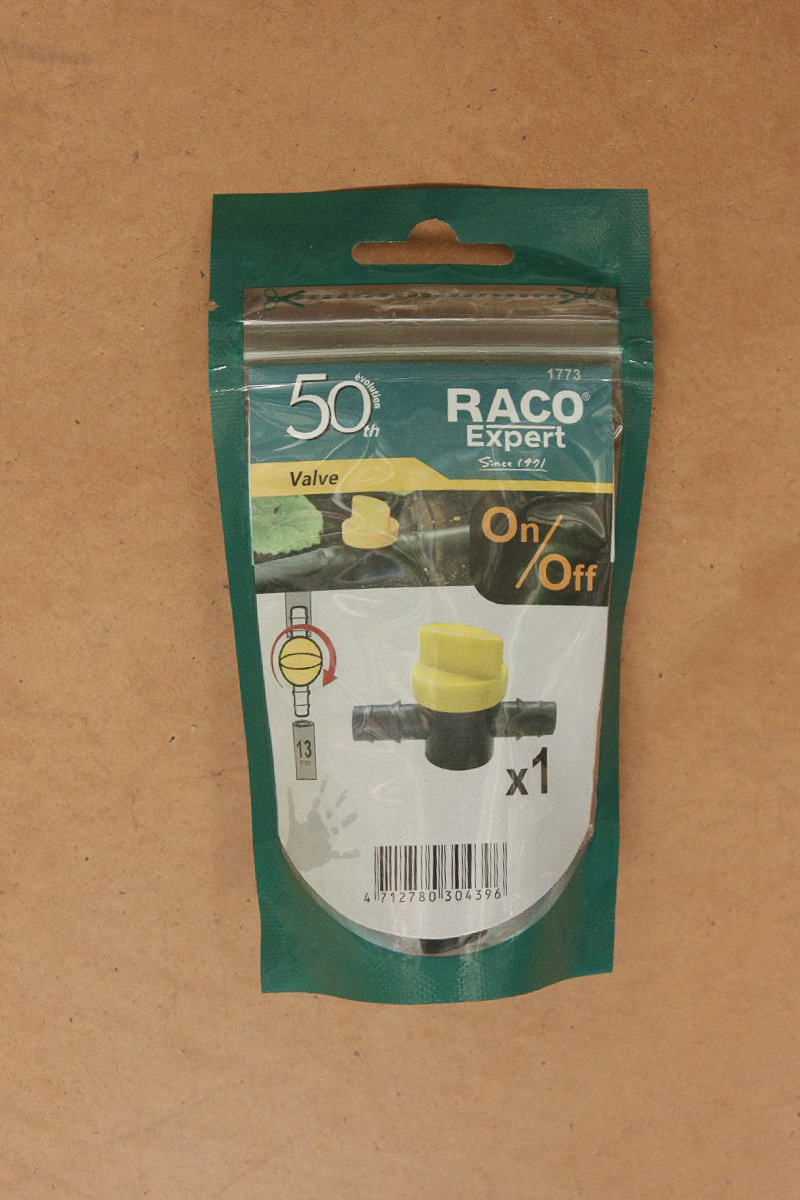 1773
50th
évolution
RACO®
Expert
Since 1971
Valve
On/Off
13
mm
x1
4 712780 304396